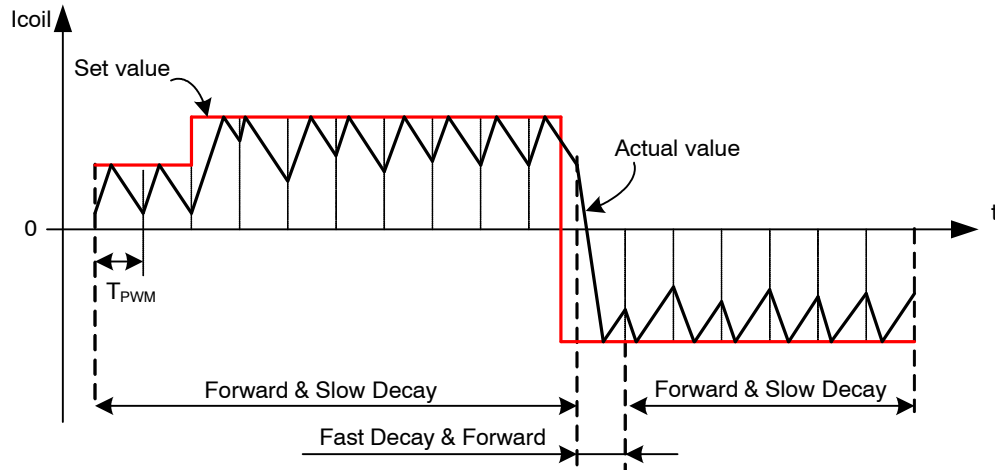 Icoil
Set value
Actual value
0
t
TPWM
Forward & Slow Decay
Forward & Slow Decay
Fast Decay & Forward